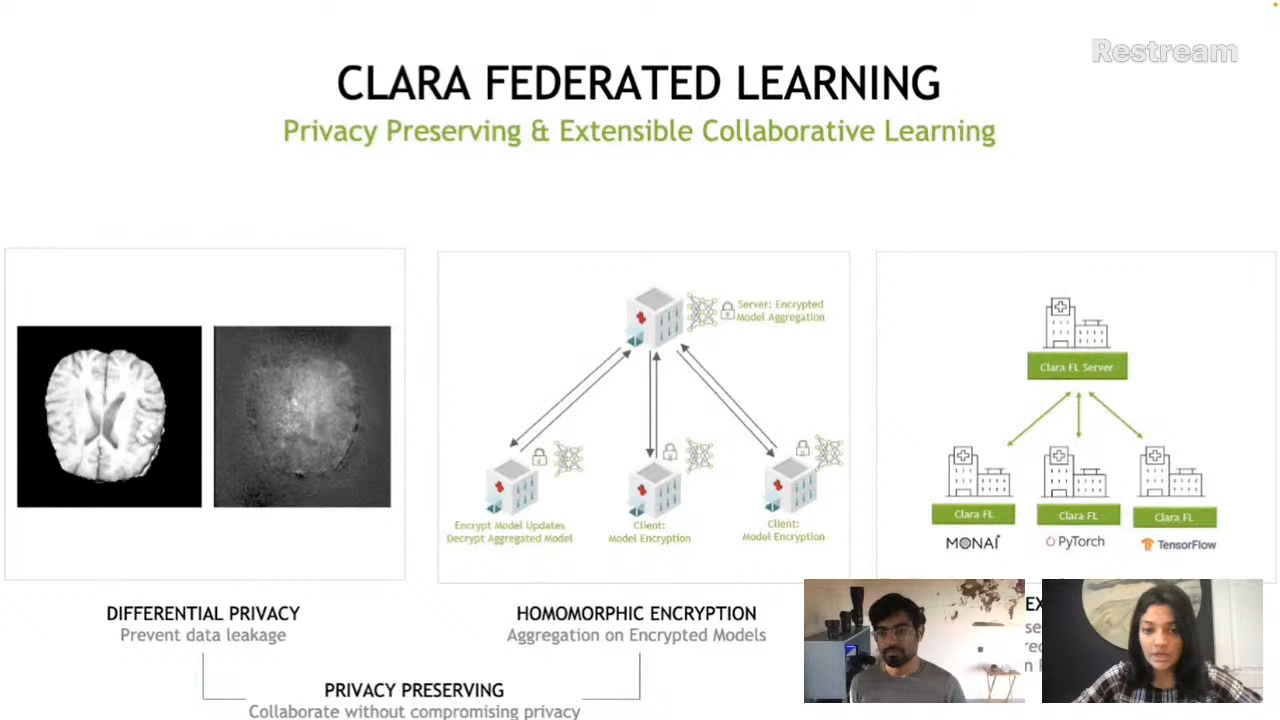 Restream
CLARA FEDERATED LEARNING
Privacy Preserving & Extensible Collaborative Learning
Server: Encrypted
Model Aggregation
Encrypt Model Updates
Decrypt Aggregated Model
Client:
Model Encryption
Client:
Model Encryption
Clara FL Server
Clara FL
Clara FL
Clara FL
MONAI
PyTorch
TensorFlow
DIFFERENTIAL PRIVACY
Prevent data leakage
HOMOMORPHIC ENCRYPTION
Aggregation on Encrypted Models
PRIVACY PRESERVING
Collaborate without compromising privacy